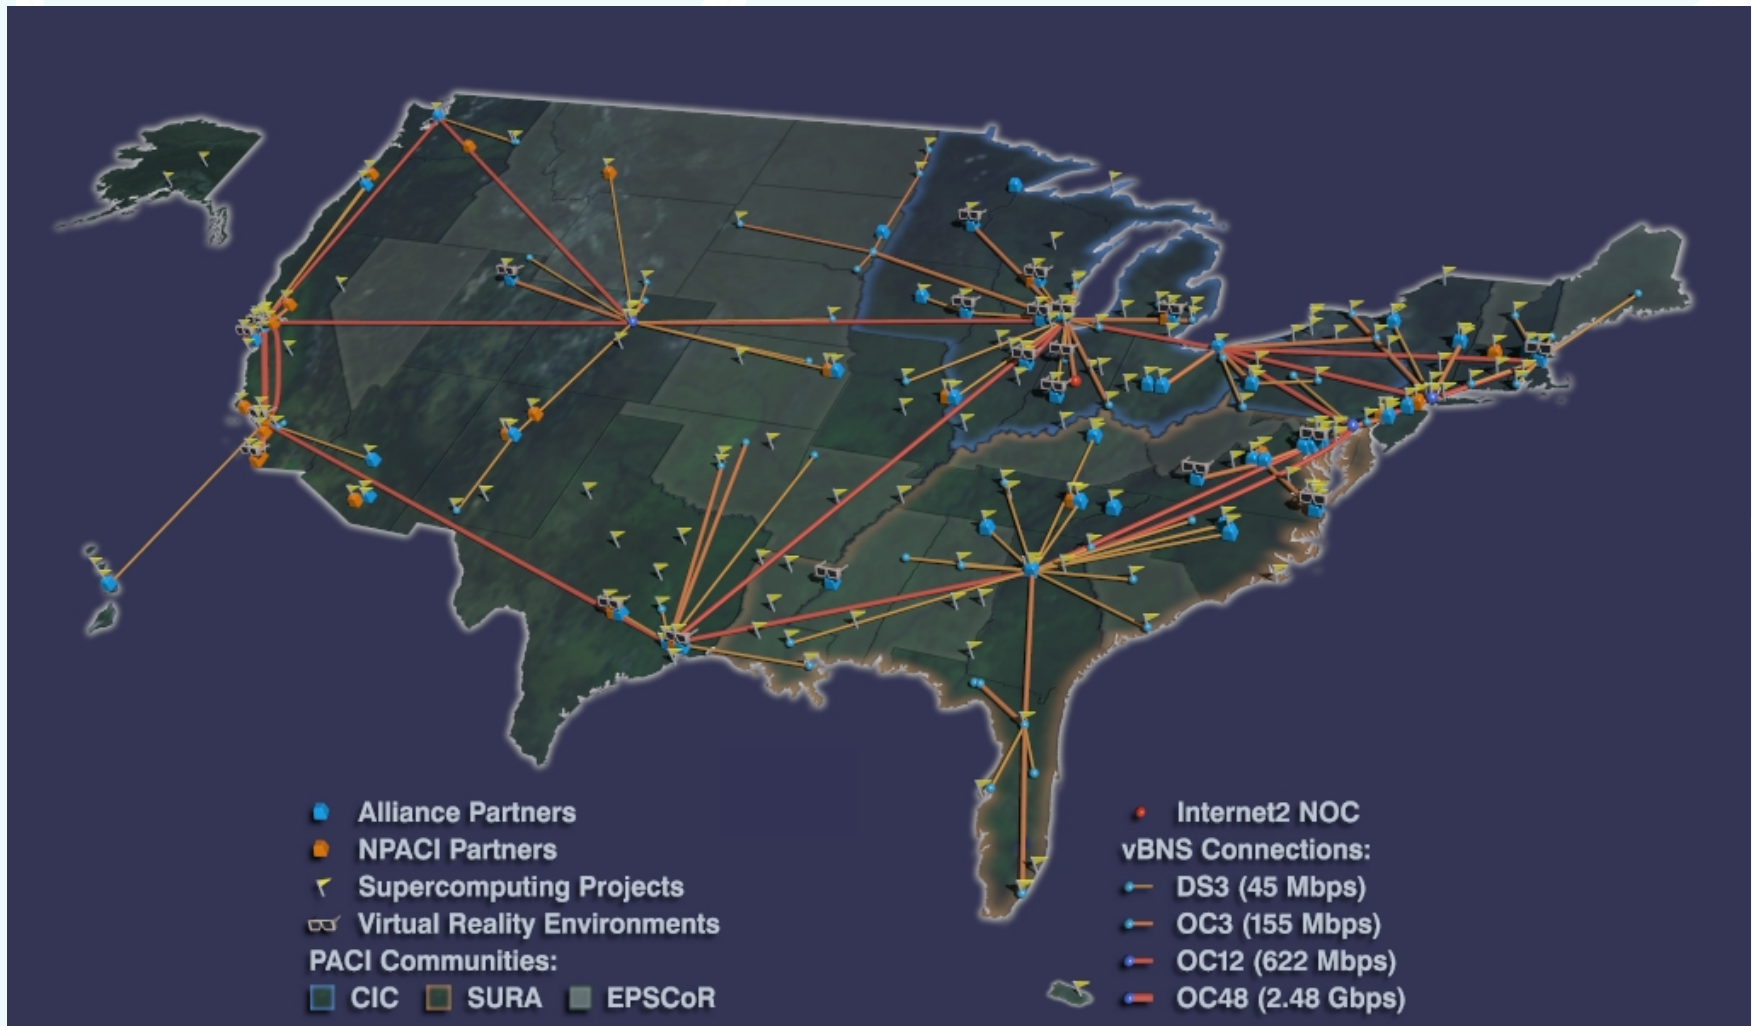 Alliance Partners
NPACI Partners
Supercomputing Projects
Virtual Reality Environments
PACI Communities:
CIC SURA EPSCoR
Internet2 NOC
vBNS Connections:
DS3 (45 Mbps)
OC3 (155 Mbps)
OC12 (622 Mbps)
OC48 (2.48 Gbps)